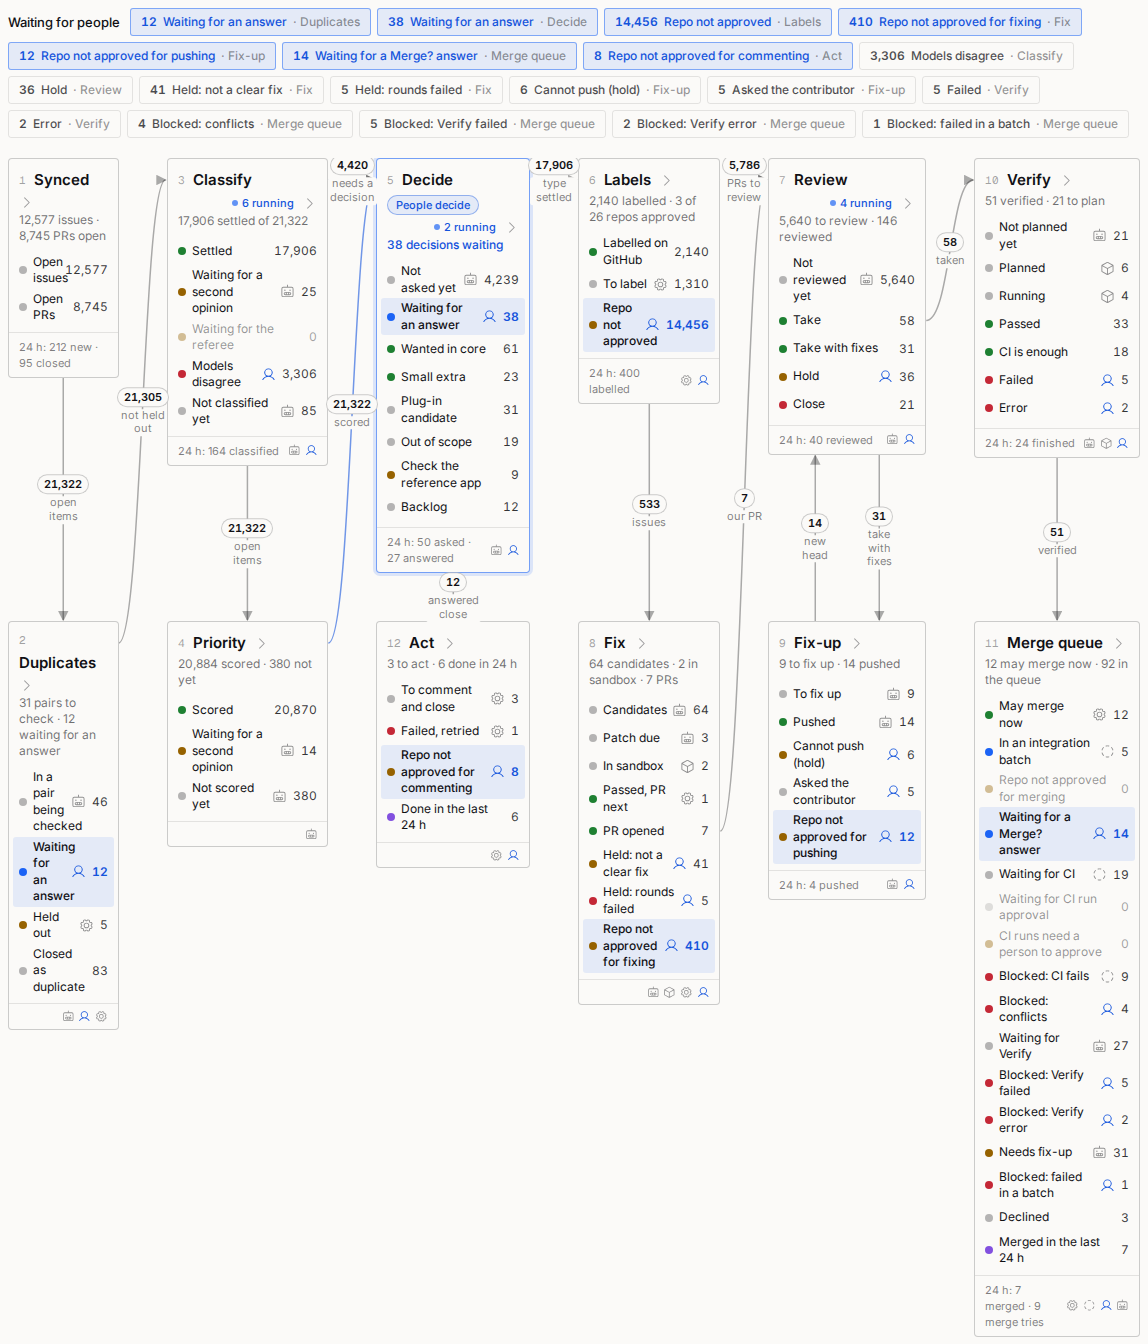 Waiting for people
12 Waiting for an answer · Duplicates
38 Waiting for an answer · Decide
14,456 Repo not approved · Labels
410 Repo not approved for fixing · Fix
12 Repo not approved for pushing · Fix-up
14 Waiting for a Merge? answer · Merge queue
8 Repo not approved for commenting · Act
3,306 Models disagree · Classify
36 Hold · Review
41 Held: not a clear fix · Fix
5 Held: rounds failed · Fix
6 Cannot push (hold) · Fix-up
5 Asked the contributor · Fix-up
5 Failed · Verify
2 Error · Verify
4 Blocked: conflicts · Merge queue
5 Blocked: Verify failed · Merge queue
2 Blocked: Verify error · Merge queue
1 Blocked: failed in a batch · Merge queue
1 Synced
12,577 issues ·
8,745 PRs open
Open
issues 12,577
Open
PRs 8,745
24 h: 212 new ·
95 closed
21,305
not held
out
21,322
open
items
3 Classify
6 running
17,906 settled of 21,322
Settled 17,906
Waiting for a
second
opinion 25
Waiting for the
referee 0
Models
disagree 3,306
Not classified
yet 85
24 h: 164 classified
21,322
open
items
4,420
needs a
decision
21,322
scored
5 Decide
People decide
2 running
38 decisions waiting
Not
asked yet 4,239
Waiting for
an answer 38
Wanted in core 61
Small extra 23
Plug-in
candidate 31
Out of scope 19
Check the
reference app 9
Backlog 12
24 h: 50 asked ·
27 answered
12
answered
close
17,906
type
settled
6 Labels
2,140 labelled · 3 of
26 repos approved
Labelled on
GitHub 2,140
To label 1,310
Repo
not
approved 14,456
24 h: 400
labelled
533
issues
5,786
PRs to
review
7
our PR
7 Review
4 running
5,640 to review · 146
reviewed
Not
reviewed
yet 5,640
Take 58
Take with fixes 31
Hold 36
Close 21
24 h: 40 reviewed
14
new
head
31
take
with
fixes
58
taken
10 Verify
51 verified · 21 to plan
Not planned
yet 21
Planned 6
Running 4
Passed 33
CI is enough 18
Failed 5
Error 2
24 h: 24 finished
51
verified
2
Duplicates
31 pairs to
check · 12
waiting for an
answer
In a
pair
being
checked 46
Waiting
for
an
answer 12
Held
out 5
Closed
as
duplicate 83
4 Priority
20,884 scored · 380 not
yet
Scored 20,870
Waiting for a
second
opinion 14
Not scored
yet 380
12 Act
3 to act · 6 done in 24 h
To comment
and close 3
Failed, retried 1
Repo not
approved for
commenting 8
Done in the last
24 h 6
8 Fix
64 candidates · 2 in
sandbox · 7 PRs
Candidates 64
Patch due 3
In sandbox 2
Passed, PR
next 1
PR opened 7
Held: not a
clear fix 41
Held: rounds
failed 5
Repo not
approved
for fixing 410
9 Fix-up
9 to fix up · 14 pushed
To fix up 9
Pushed 14
Cannot push
(hold) 6
Asked the
contributor 5
Repo not
approved for
pushing 12
24 h: 4 pushed
11 Merge queue
12 may merge now · 92 in
the queue
May merge
now 12
In an integration
batch 5
Repo not approved
for merging 0
Waiting for a
Merge?
answer 14
Waiting for CI 19
Waiting for CI run
approval 0
CI runs need a
person to approve 0
Blocked: CI fails 9
Blocked:
conflicts 4
Waiting for
Verify 27
Blocked: Verify
failed 5
Blocked: Verify
error 2
Needs fix-up 31
Blocked: failed
in a batch 1
Declined 3
Merged in the last
24 h 7
24 h: 7
merged · 9
merge tries